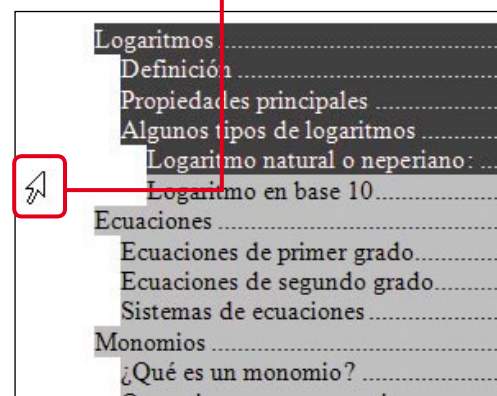 Logaritmos ..............................
Definición ..............................
Propiedades principales ..............................
Algunos tipos de logaritmos ..............................
Logaritmo natural o neperiano: ...
Logaritmo en base 10..............................
Ecuaciones ..............................
Ecuaciones de primer grado..............................
Ecuaciones de segundo grado..............................
Sistemas de ecuaciones ..............................
Monomios ..............................
¿Qué es un monomio? ..............................